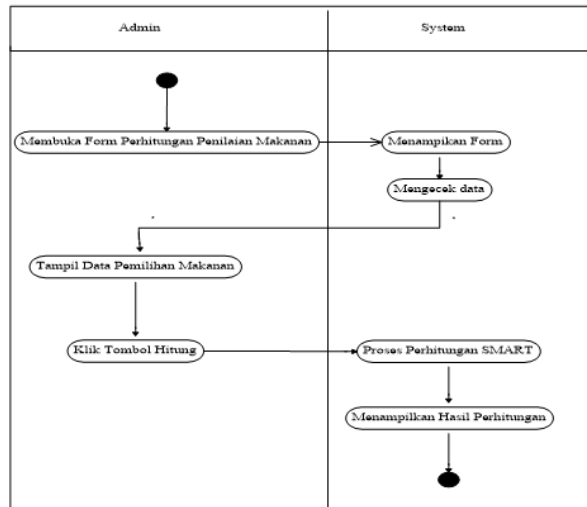 Admin
System
Membuka Form Perhitungan Penilaian Makanan
Menampikan Form
Mengecek data
Tampil Data Pemilihan Makanan
Klik Tombol Hitung
Proses Perhitungan SMART
Menampilkan Hasil Perhitungan